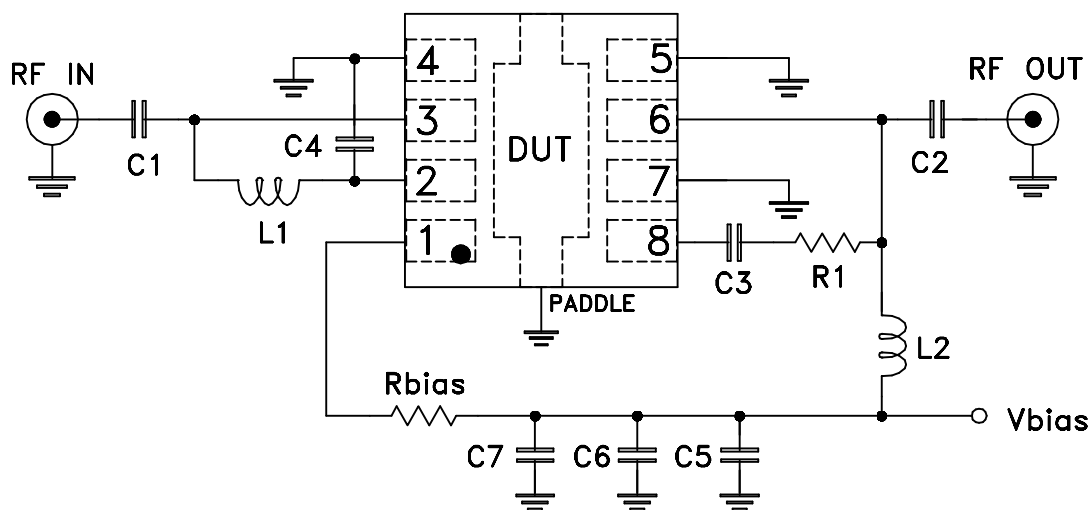 RF IN
C1
L1
C4
4
3
2
1
DUT
5
6
7
8
PADDLE
C3
R1
C2
RF OUT
L2
Rbias
C7
C6
C5
Vbias